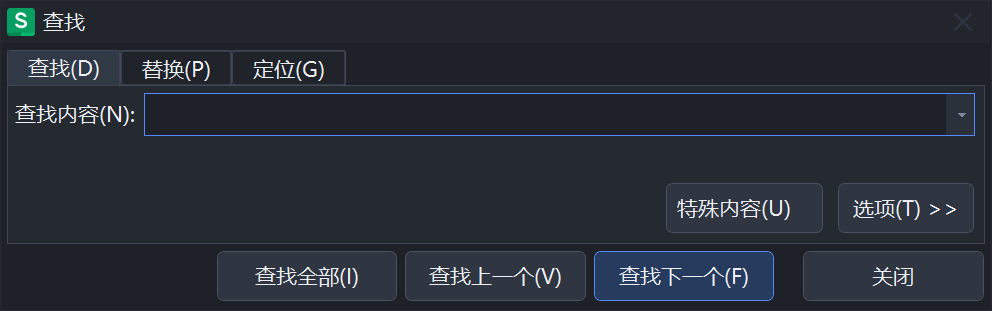 S 查找
查找(D) 替换(P) 定位(G)
查找内容(N):
特殊内容(U) 选项(T) >>
查找全部(I) 查找上一个(V) 查找下一个(F) 关闭